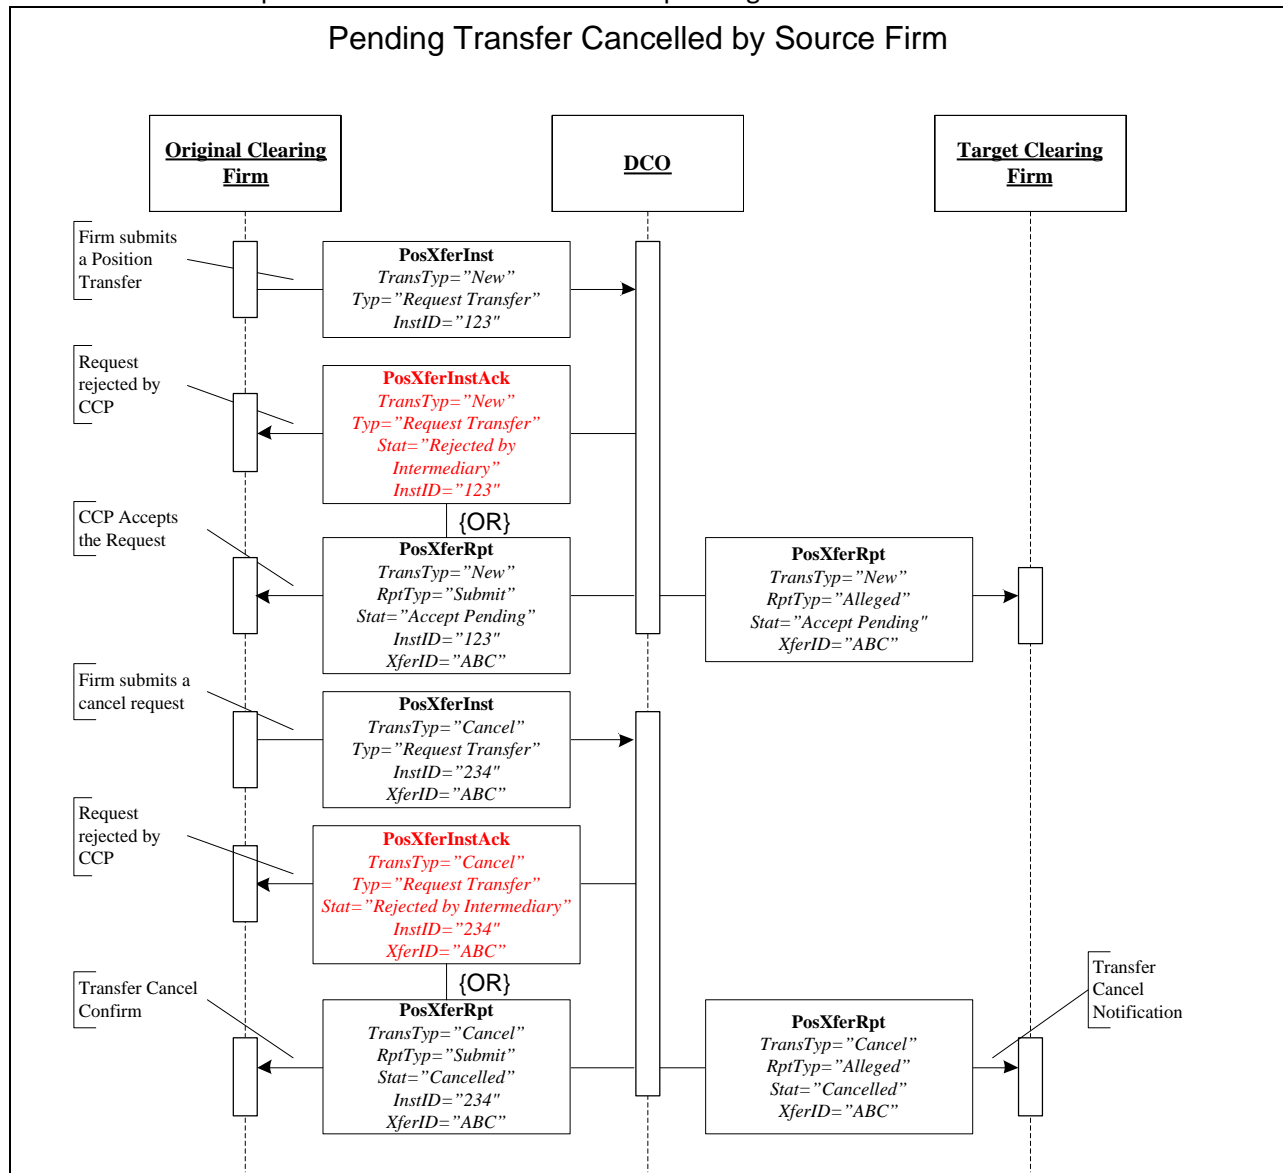 Pending Transfer Cancelled by Source Firm
Original Clearing
Firm
DCO
Target Clearing
Firm
Firm submits
a Position
Transfer
PosXferInst
TransTyp="New"
Typ="Request Transfer"
InstID="123"
Request
rejected by
CCP
PosXferInstAck
TransTyp="New"
Typ="Request Transfer"
Stat="Rejected by
Intermediary"
InstID="123"
{OR}
CCP Accepts
the Request
PosXferRpt
TransTyp="New"
RptTyp="Submit"
Stat="Accept Pending"
InstID="123"
XferID="ABC"
PosXferRpt
TransTyp="New"
RptTyp="Alleged"
Stat="Accept Pending"
XferID="ABC"
Firm submits a
cancel request
PosXferInst
TransTyp="Cancel"
Typ="Request Transfer"
InstID="234"
XferID="ABC"
Request
rejected by
CCP
PosXferInstAck
TransTyp="Cancel"
Typ="Request Transfer"
Stat="Rejected by Intermediary"
InstID="234"
XferID="ABC"
{OR}
Transfer Cancel
Confirm
PosXferRpt
TransTyp="Cancel"
RptTyp="Submit"
Stat="Cancelled"
InstID="234"
XferID="ABC"
PosXferRpt
TransTyp="Cancel"
RptTyp="Alleged"
Stat="Cancelled"
XferID="ABC"
Transfer
Cancel
Notification